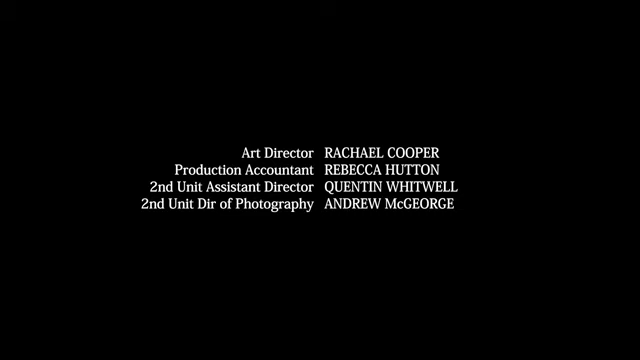 Art Director RACHAEL COOPER
Production Accountant REBECCA HUTTON
2nd Unit Assistant Director QUENTIN WHITWELL
2nd Unit Dir of Photography ANDREW McGEORGE